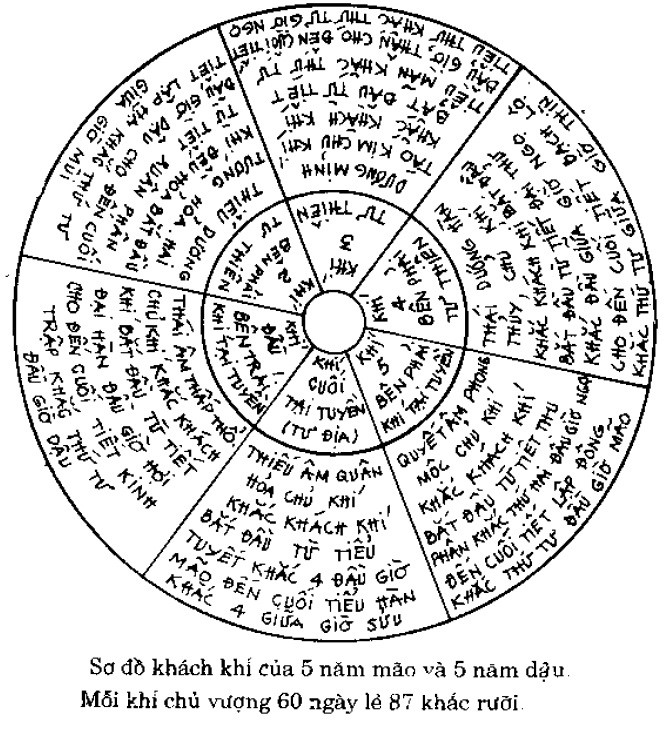 TIỂU THỬ KHẮC THỨ TƯ GIỜ NGỌ
ĐẦU GIỜ THÂN CHO ĐẾN CUỐI TIẾT
TIỂU MÃN KHẮC THỨ TƯ
BẮT ĐẦU TỪ TIẾT
KHẮC KHÁCH KHÍ
TÁO KIM CHỦ KHÍ
DƯƠNG MINH
TƯ THIÊN
3
KHÍ
GIỮA GIỜ THÌN
TIẾT BẠCH LỘ
KHẮC THỨ TƯ
CHO ĐẾN CUỐI
KHẮC ĐẦU GIỮA GIỜ NGỌ
BẮT ĐẦU TỪ TIẾT ĐẠI THỬ
KHẮC KHÁCH KHÍ BẮT ĐẦU
THỦY, CHỦ KHÍ
THÁI DƯƠNG HÀN
TƯ THIÊN
BÊN PHẢI
4
KHÍ
KHÍ
5
BÊN PHẢI
KHÍ TẠI TUYỀN
QUYẾT ÂM PHONG
MỘC CHỦ KHÍ
KHẮC KHÁCH KHÍ
BẮT ĐẦU TỪ TIẾT THU
PHÂN KHẮC THỨ HAI ĐẦU GIỜ NGỌ
ĐẾN CUỐI TIẾT LẬP ĐÔNG
KHẮC THỨ TƯ ĐẦU GIỜ MÃO
KHÍ
CUỐI
TẠI TUYỀN
(TƯ ĐỊA)
THIẾU ÂM QUÂN
HỎA CHỦ KHÍ
KHẮC KHÁCH KHÍ
BẮT ĐẦU TỪ TIỂU
TUYẾT KHẮC 4 ĐẦU GIỜ
MÃO ĐẾN CUỐI TIỂU HÀN
KHẮC 4 GIỮA GIỜ SỬU
KHÍ
ĐẦU
BÊN TRÁI
KHÍ TẠI TUYỀN
THÁI ÂM THẤP THỔ
CHỦ KHÍ KHẮC KHÁCH
KHÍ BẮT ĐẦU TỪ TIẾT
ĐẠI HÀN ĐẦU GIỜ HỢI
CHO ĐẾN CUỐI TIẾT KINH
TRẬP KHẮC THỨ TƯ
ĐẦU GIỜ DẬU
KHÍ
2
BÊN PHẢI
TƯ THIÊN
THIẾU DƯƠNG
TƯỚNG HỎA HAI
KHÍ ĐỀU HỎA BẮT ĐẦU
TỪ TIẾT XUÂN PHÂN
ĐẦU GIỜ DẬU CHO ĐẾN CUỐI
TIẾT LẬP HẠ KHẮC THỨ TƯ
GIỮA GIỜ MÙI
Sơ đồ khách khí của 5 năm mão và 5 năm dậu.
Mỗi khí chủ vượng 60 ngày lẻ 87 khắc rưỡi.